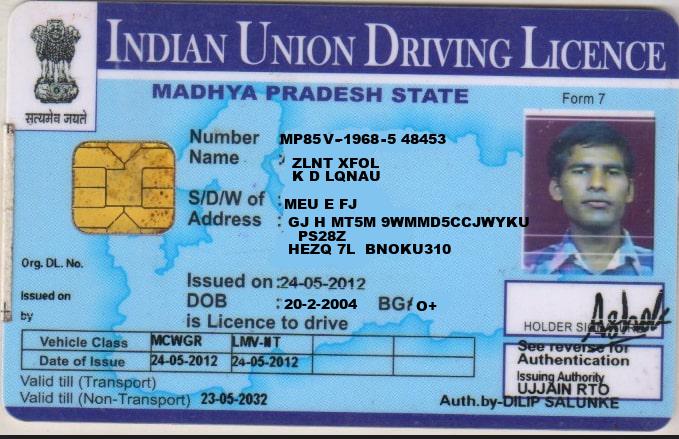 INDIAN UNION DRIVING LICENCE
सत्यमेव जयते
MADHYA PRADESH STATE
Form 7
Number MP85V-1968-5 48453
Name : ZLNT XFOL
K D LQNAU
S/D/W of : MEU E FJ
Address : GJ H MT5M 9WMMD5CCJWYKU
PS28Z
HEZQ 7L BNOKU310
Org. DL. No.
Issued on
by
Issued on :24-05-2012
DOB :20-2-2004 BG/ O+
is Licence to drive
Vehicle Class MCWGR LMV-NT
Date of Issue 24-05-2012 24-05-2012
Valid till (Transport)
Valid till (Non-Transport) 23-05-2032
HOLDER SIGNATURE
See reverse for
Authentication
Issuing Authority
UJJAIN RTO
Auth.by-DILIP SALUNKE